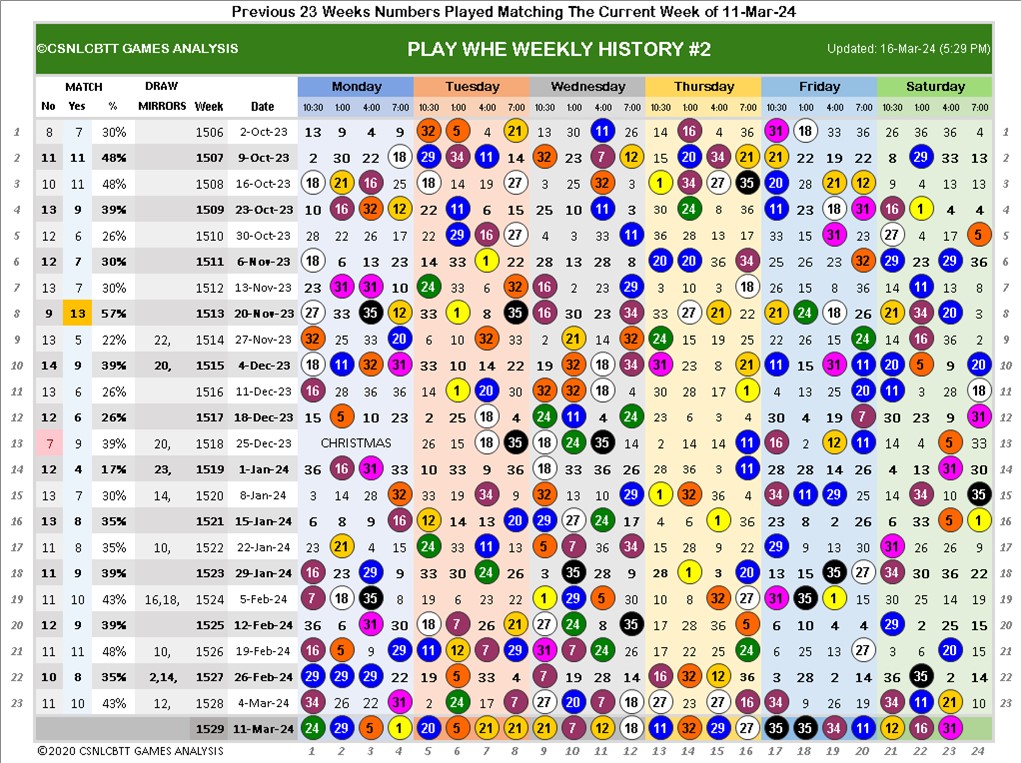 Previous 23 Weeks Numbers Played Matching The Current Week of 11-Mar-24
©CSNLCBTT GAMES ANALYSIS PLAY WHE WEEKLY HISTORY #2 Updated: 16-Mar-24 (5:29 PM)
MATCH DRAW Monday Tuesday Wednesday Thursday Friday Saturday
No Yes % MIRRORS Week Date 10:30 1:00 4:00 7:00 10:30 1:00 4:00 7:00 10:30 1:00 4:00 7:00 10:30 1:00 4:00 7:00 10:30 1:00 4:00 7:00 10:30 1:00 4:00 7:00
1 8 7 30% 1506 2-Oct-23 13 9 4 9 32 5 4 21 13 30 11 26 14 16 4 36 31 18 33 36 26 36 36 4 1
2 11 11 48% 1507 9-Oct-23 2 30 22 18 29 34 11 14 32 23 7 12 15 20 34 21 21 22 19 22 8 29 33 13 2
3 10 11 48% 1508 16-Oct-23 18 21 16 25 18 14 19 27 3 25 32 3 1 34 27 35 20 28 21 12 9 4 13 13 3
4 13 9 39% 1509 23-Oct-23 10 16 32 12 22 11 6 15 25 10 11 3 30 24 8 36 11 23 18 31 16 1 4 4 4
5 12 6 26% 1510 30-Oct-23 28 22 26 17 22 29 16 27 4 3 33 11 36 28 13 17 33 15 31 33 27 4 17 5 5
6 12 7 30% 1511 6-Nov-23 18 6 13 23 14 33 1 22 28 13 28 8 20 20 36 34 26 26 23 32 29 23 29 36 6
7 13 7 30% 1512 13-Nov-23 23 31 31 3 24 33 6 32 16 2 23 29 3 10 3 18 26 15 8 36 14 11 13 8 7
8 9 13 57% 1513 20-Nov-23 27 33 35 12 33 1 8 35 16 30 25 34 33 27 21 22 21 24 18 26 21 34 20 3 8
9 13 5 22% 22, 1514 27-Nov-23 32 9 4 20 6 10 32 33 2 21 14 32 24 15 19 25 22 26 15 24 14 16 36 2 9
10 14 9 39% 20, 1515 4-Dec-23 18 11 32 31 33 10 14 22 19 32 18 34 31 23 8 21 11 15 31 11 20 5 9 20 10
11 13 6 26% 1516 11-Dec-23 16 28 36 36 14 1 20 30 32 32 18 4 30 26 17 1 4 13 25 20 11 3 28 18 11
12 12 6 26% 1517 18-Dec-23 15 5 10 23 2 25 18 4 24 11 4 24 36 13 17 23 30 4 19 7 30 23 9 31 12
13 7 9 39% 20, 1518 25-Dec-23 CHRISTMAS 26 15 18 35 18 24 35 14 2 14 14 11 16 2 12 11 14 4 5 33 13
14 12 4 17% 23, 1519 1-Jan-24 36 16 31 33 10 33 9 36 18 33 36 26 28 36 3 11 28 28 14 26 4 13 31 30 14
15 13 7 30% 14, 1520 8-Jan-24 3 14 28 32 33 19 34 9 32 13 10 29 1 32 36 4 34 11 29 25 14 34 10 35 15
16 13 8 35% 1521 15-Jan-24 6 8 9 16 12 14 13 20 29 27 24 17 4 6 1 36 23 8 2 26 6 33 5 1 16
17 11 8 35% 10, 1522 22-Jan-24 23 21 4 15 24 33 11 13 5 7 36 34 15 28 9 22 29 9 13 30 31 26 26 9 17
18 11 9 39% 1523 29-Jan-24 16 23 29 9 33 30 24 26 3 35 28 9 28 1 3 20 13 15 35 27 34 30 36 22 18
19 11 10 43% 16,18, 1524 5-Feb-24 7 18 35 8 19 6 23 22 1 29 5 30 10 8 32 27 31 35 1 15 30 25 14 19 19
20 12 9 39% 1525 12-Feb-24 36 6 31 30 18 7 26 21 27 24 8 35 17 28 36 5 6 10 4 4 29 2 25 15 20
21 11 11 48% 10, 1526 19-Feb-24 16 5 9 29 11 12 7 29 31 7 24 26 17 22 25 24 6 25 13 27 3 6 20 15 21
22 10 8 35% 2,14, 1527 26-Feb-24 29 29 29 22 19 5 33 4 7 19 28 14 16 32 12 36 3 28 2 14 36 35 2 14 22
23 11 10 43% 12, 1528 4-Mar-24 34 26 22 31 6 24 17 7 27 20 7 18 23 16 27 16 34 9 26 19 34 11 21 10 23
1529 11-Mar-24 24 29 5 1 20 5 21 21 7 7 12 18 11 32 29 27 35 35 34 11 12 16 31
©2020 CSNLCBTT GAMES ANALYSIS 1 2 3 4 5 6 7 8 9 10 11 12 13 14 15 16 17 18 19 20 21 22 23 24